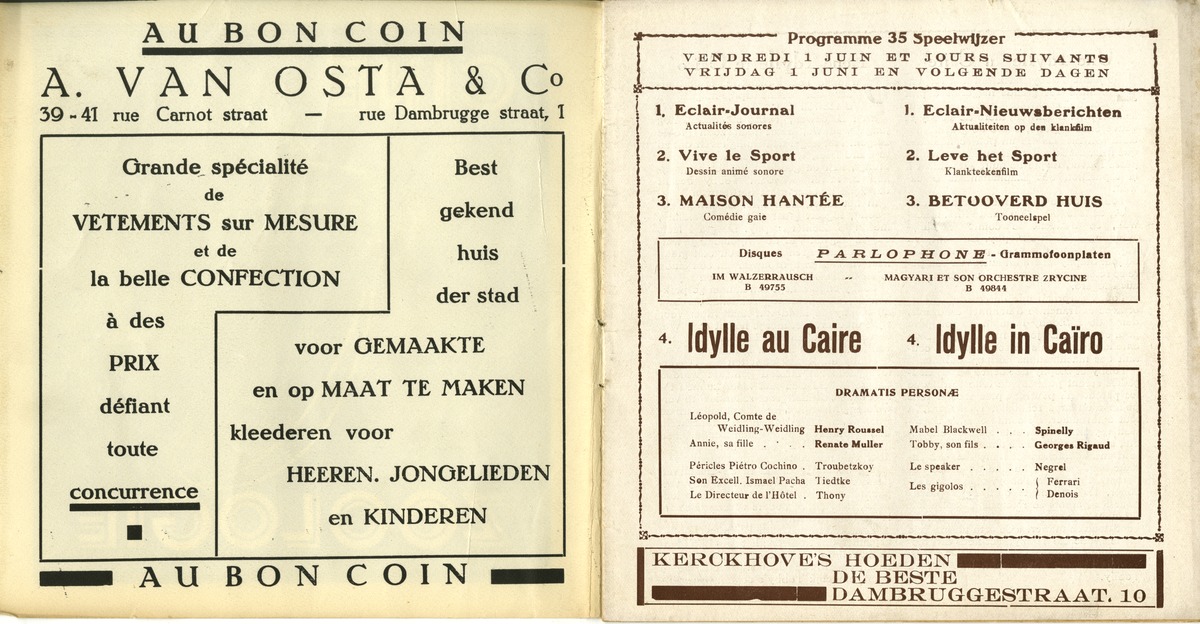 AU BON COIN
A. VAN OSTA & Co
39-41 rue Carnot straat — rue Dambrugge straat, 1
Grande spécialité
de
VETEMENTS sur MESURE
et de
la belle CONFECTION
à des
PRIX
défiant
toute
concurrence
Best
gekend
huis
der stad
voor GEMAAKTE
en op MAAT TE MAKEN
kleederen voor
HEEREN. JONGELIEDEN
en KINDEREN
AU BON COIN
Programme 35 Speelwijzer
VENDREDI 1 JUIN ET JOURS SUIVANTS
VRIJDAG 1 JUNI EN VOLGENDE DAGEN
1. Eclair-Journal
Actualités sonores
2. Vive le Sport
Dessin animé sonore
3. MAISON HANTÉE
Comédie gaie
1. Eclair-Nieuwsberichten
Aktualiteiten op den klankfilm
2. Leve het Sport
Klankteekenfilm
3. BETOOVERD HUIS
Tooneelspel
Disques PARLOPHONE - Grammofoonplaten
IM WALZERRAUSCH -- MAGYARI ET SON ORCHESTRE ZRYCINE
B 49755 B 49844
4. Idylle au Caire 4. Idylle in Caïro
DRAMATIS PERSONÆ
Léopold, Comte de
Weidling-Weidling Henry Roussel
Annie, sa fille . . . Renate Muller
Péricles Piétro Cochino . Troubetzkoy
Son Excell. Ismael Pacha Tiedtke
Le Directeur de l'Hôtel . Thony
Mabel Blackwell . . . Spinelly
Tobby, son fils . . . . Georges Rigaud
Le speaker . . . . . Negrel
Les gigolos . . . . . { Ferrari
Denois
KERCKHOVE'S HOEDEN
DE BESTE
DAMBRUGGESTRAAT. 10